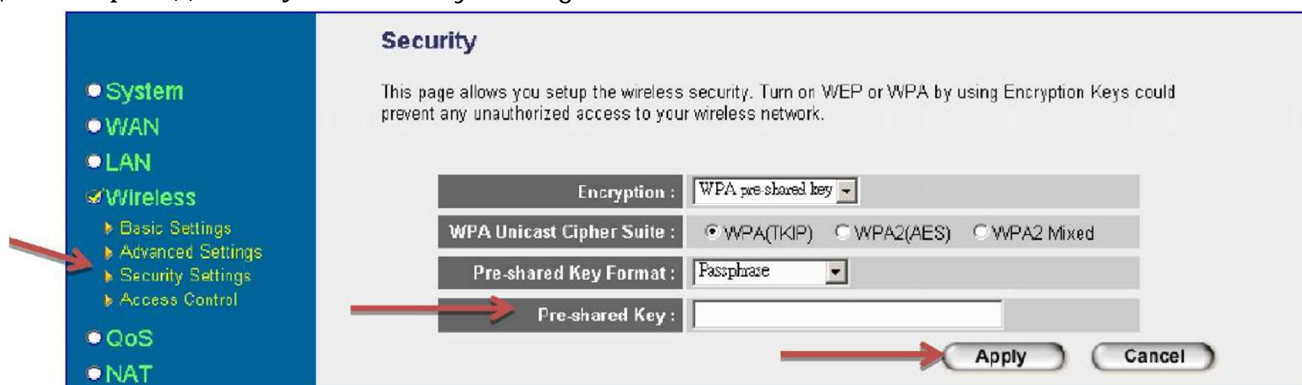 Security
This page allows you setup the wireless security. Turn on WEP or WPA by using Encryption Keys could
prevent any unauthorized access to your wireless network.
System
WAN
LAN
Wireless
Basic Settings
Advanced Settings
Security Settings
Access Control
QoS
NAT
Encryption : WPA pre-shared key
WPA Unicast Cipher Suite : WPA(TKIP) WPA2(AES) WPA2 Mixed
Pre-shared Key Format : Passphrase
Pre-shared Key :
Apply Cancel